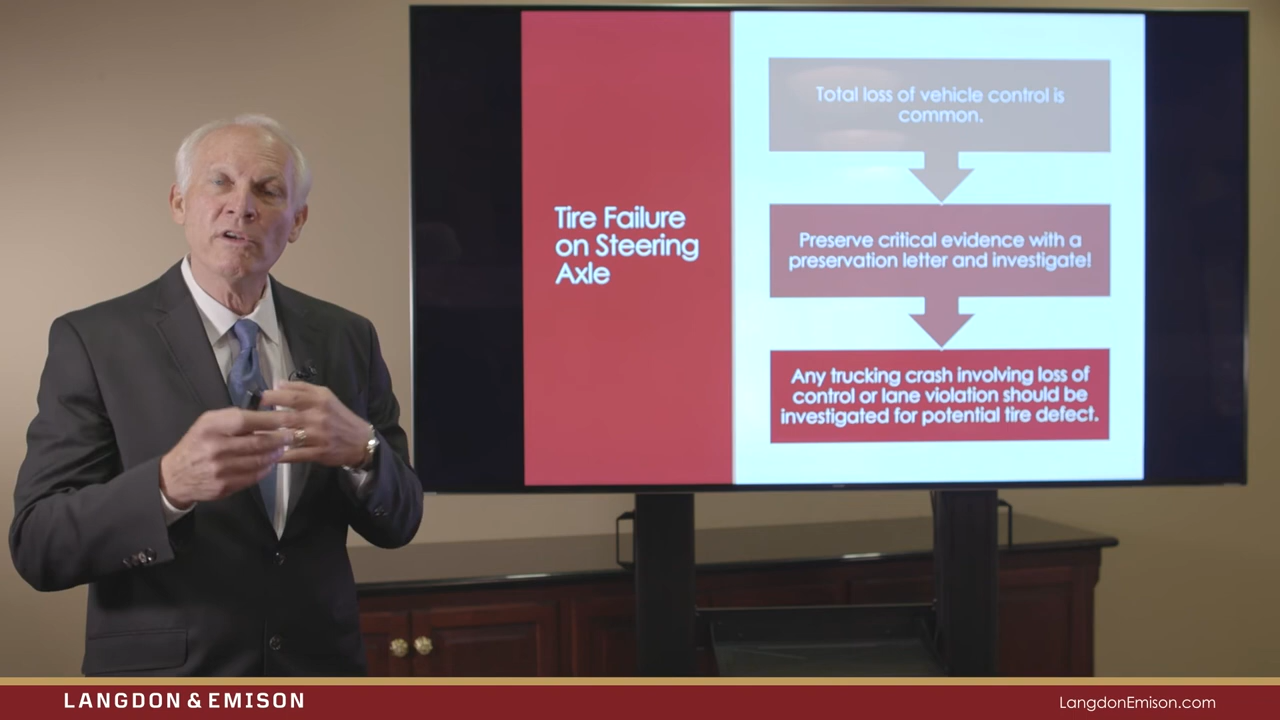 Tire Failure
on Steering
Axle
Total loss of vehicle control is
common.
Preserve critical evidence with a
preservation letter and investigate!
Any trucking crash involving loss of
control or lane violation should be
investigated for potential tire defect.
LANGDON & EMISON
LangdonEmison.com